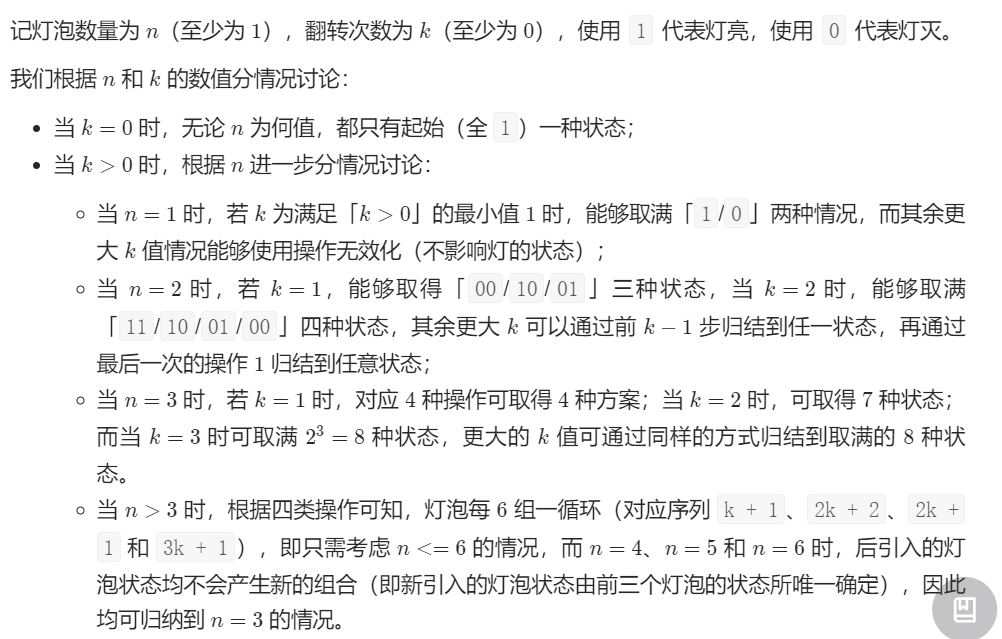 记灯泡数量为 n（至少为 1），翻转次数为 k（至少为 0），使用 1 代表灯亮，使用 0 代表灯灭。
我们根据 n 和 k 的数值分情况讨论：
• 当 k = 0 时，无论 n 为何值，都只有起始（全 1）一种状态；
• 当 k > 0 时，根据 n 进一步分情况讨论：
◦ 当 n = 1 时，若 k 为满足「k > 0」的最小值 1 时，能够取满「1/0」两种情况，而其余更
大 k 值情况能够使用操作无效化（不影响灯的状态）；
◦ 当 n = 2 时，若 k = 1，能够取得「00/10/01」三种状态，当 k = 2 时，能够取满
「11/10/01/00」四种状态，其余更大 k 可以通过前 k − 1 步归结到任一状态，再通过
最后一次的操作 1 归结到任意状态；
◦ 当 n = 3 时，若 k = 1 时，对应 4 种操作可取得 4 种方案；当 k = 2 时，可取得 7 种状态；
而当 k = 3 时可取满 2³ = 8 种状态，更大的 k 值可通过同样的方式归结到取满的 8 种状
态。
◦ 当 n > 3 时，根据四类操作可知，灯泡每 6 组一循环（对应序列 k + 1、2k + 2、2k +
1 和 3k + 1），即只需考虑 n <= 6 的情况，而 n = 4、n = 5 和 n = 6 时，后引入的灯
泡状态均不会产生新的组合（即新引入的灯泡状态由前三个灯泡的状态所唯一确定），因此
均可归纳到 n = 3 的情况。